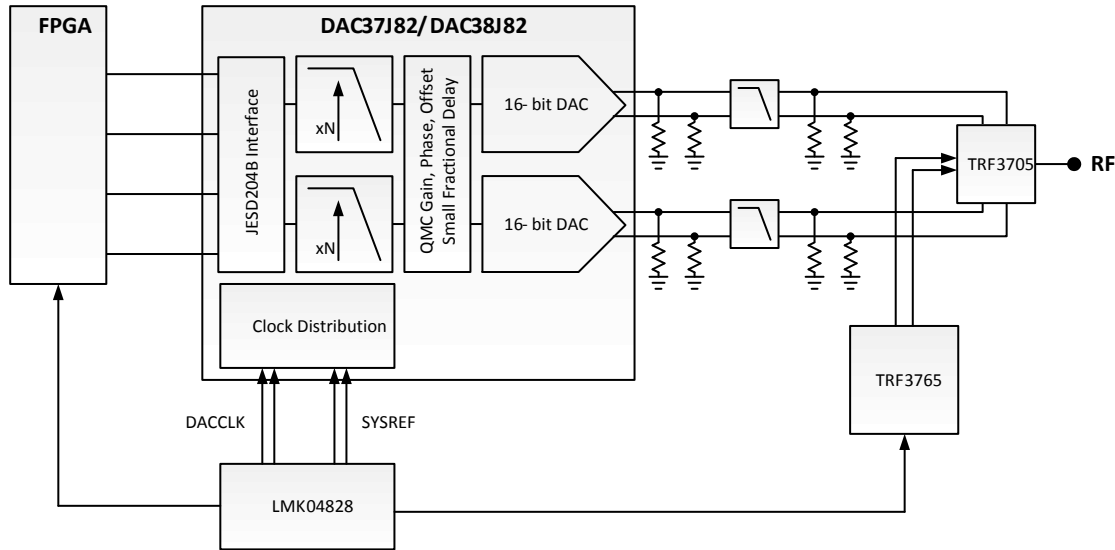 FPGA
DAC37J82/ DAC38J82
JESD204B Interface
xN
QMC Gain, Phase, Offset
Small Fractional Delay
16- bit DAC
xN
16- bit DAC
TRF3705
RF
Clock Distribution
TRF3765
DACCLK
SYSREF
LMK04828